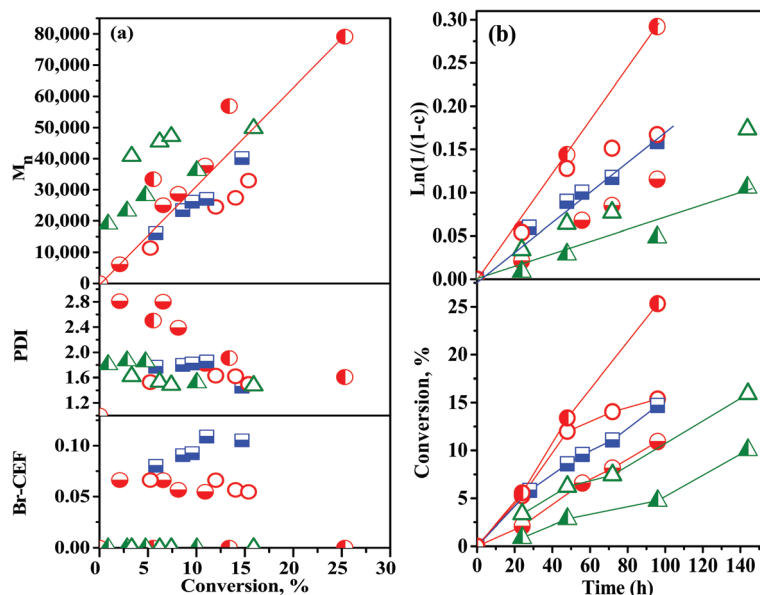 (a)
M_n
80,000
70,000
60,000
50,000
40,000
30,000
20,000
10,000
0
PDI
2.8
2.4
2.0
1.6
1.2
Br-CEF
0.10
0.05
0.00
0 5 10 15 20 25 30
Conversion, %
(b)
Ln(1/(1-c))
0.30
0.25
0.20
0.15
0.10
0.05
0.00
Conversion, %
25
20
15
10
5
0
0 20 40 60 80 100 120 140
Time (h)